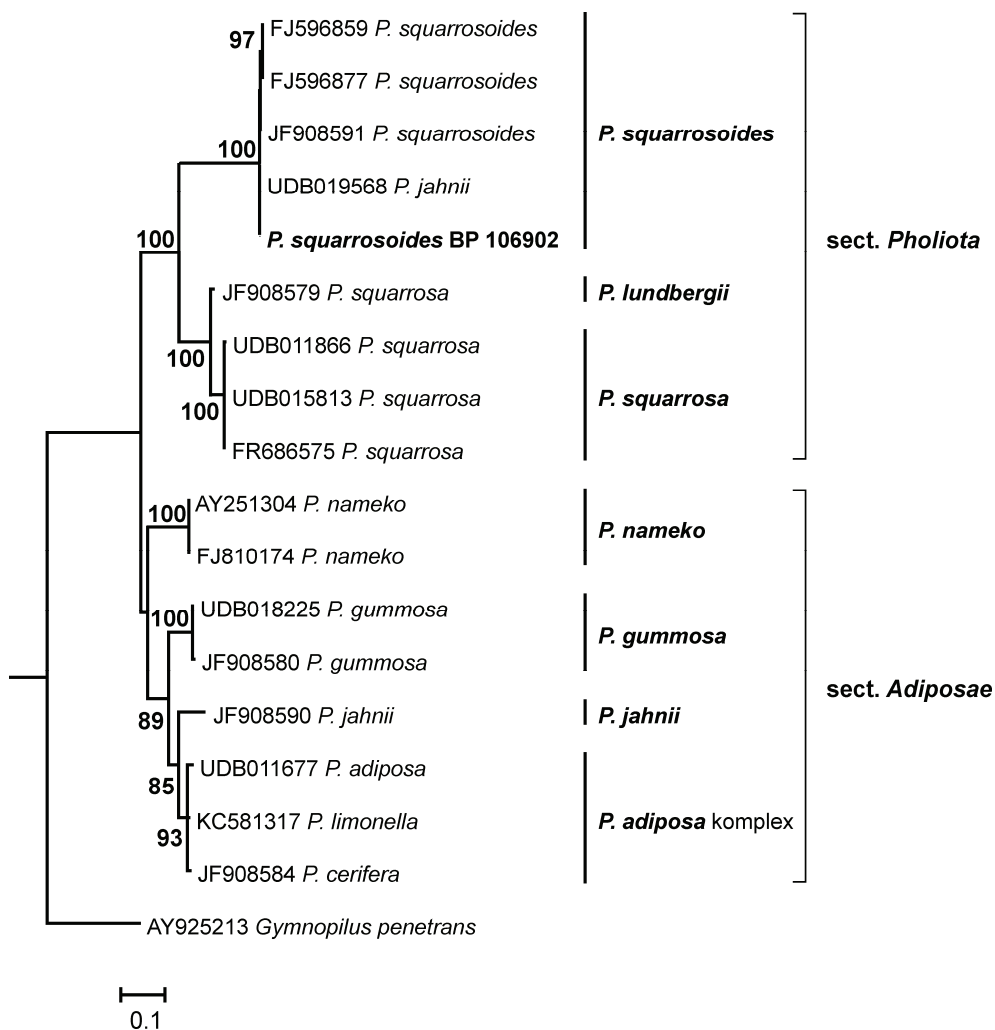 97
FJ596859 P. squarrosoides
FJ596877 P. squarrosoides
JF908591 P. squarrosoides
P. squarrosoides
100
UDB019568 P. jahnii
P. squarrosoides BP 106902
100
sect. Pholiota
JF908579 P. squarrosa
P. lundbergii
UDB011866 P. squarrosa
100
UDB015813 P. squarrosa
P. squarrosa
100
FR686575 P. squarrosa
AY251304 P. nameko
100
P. nameko
FJ810174 P. nameko
UDB018225 P. gummosa
100
P. gummosa
JF908580 P. gummosa
sect. Adiposae
JF908590 P. jahnii
P. jahnii
89
UDB011677 P. adiposa
85
KC581317 P. limonella
P. adiposa komplex
93
JF908584 P. cerifera
AY925213 Gymnopilus penetrans
0.1